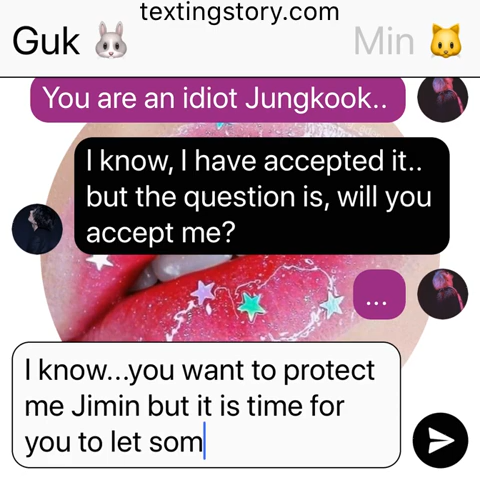 textingstory.com
Guk 🐰 Min 🐱
You are an idiot Jungkook..
I know, I have accepted it..
but the question is, will you
accept me?
...
I know...you want to protect
me Jimin but it is time for
you to let som